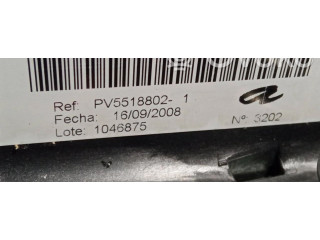 Ref: PV5518802- 1
Fecha: 16/09/2008
Lote: 1046875
Nº: 3202